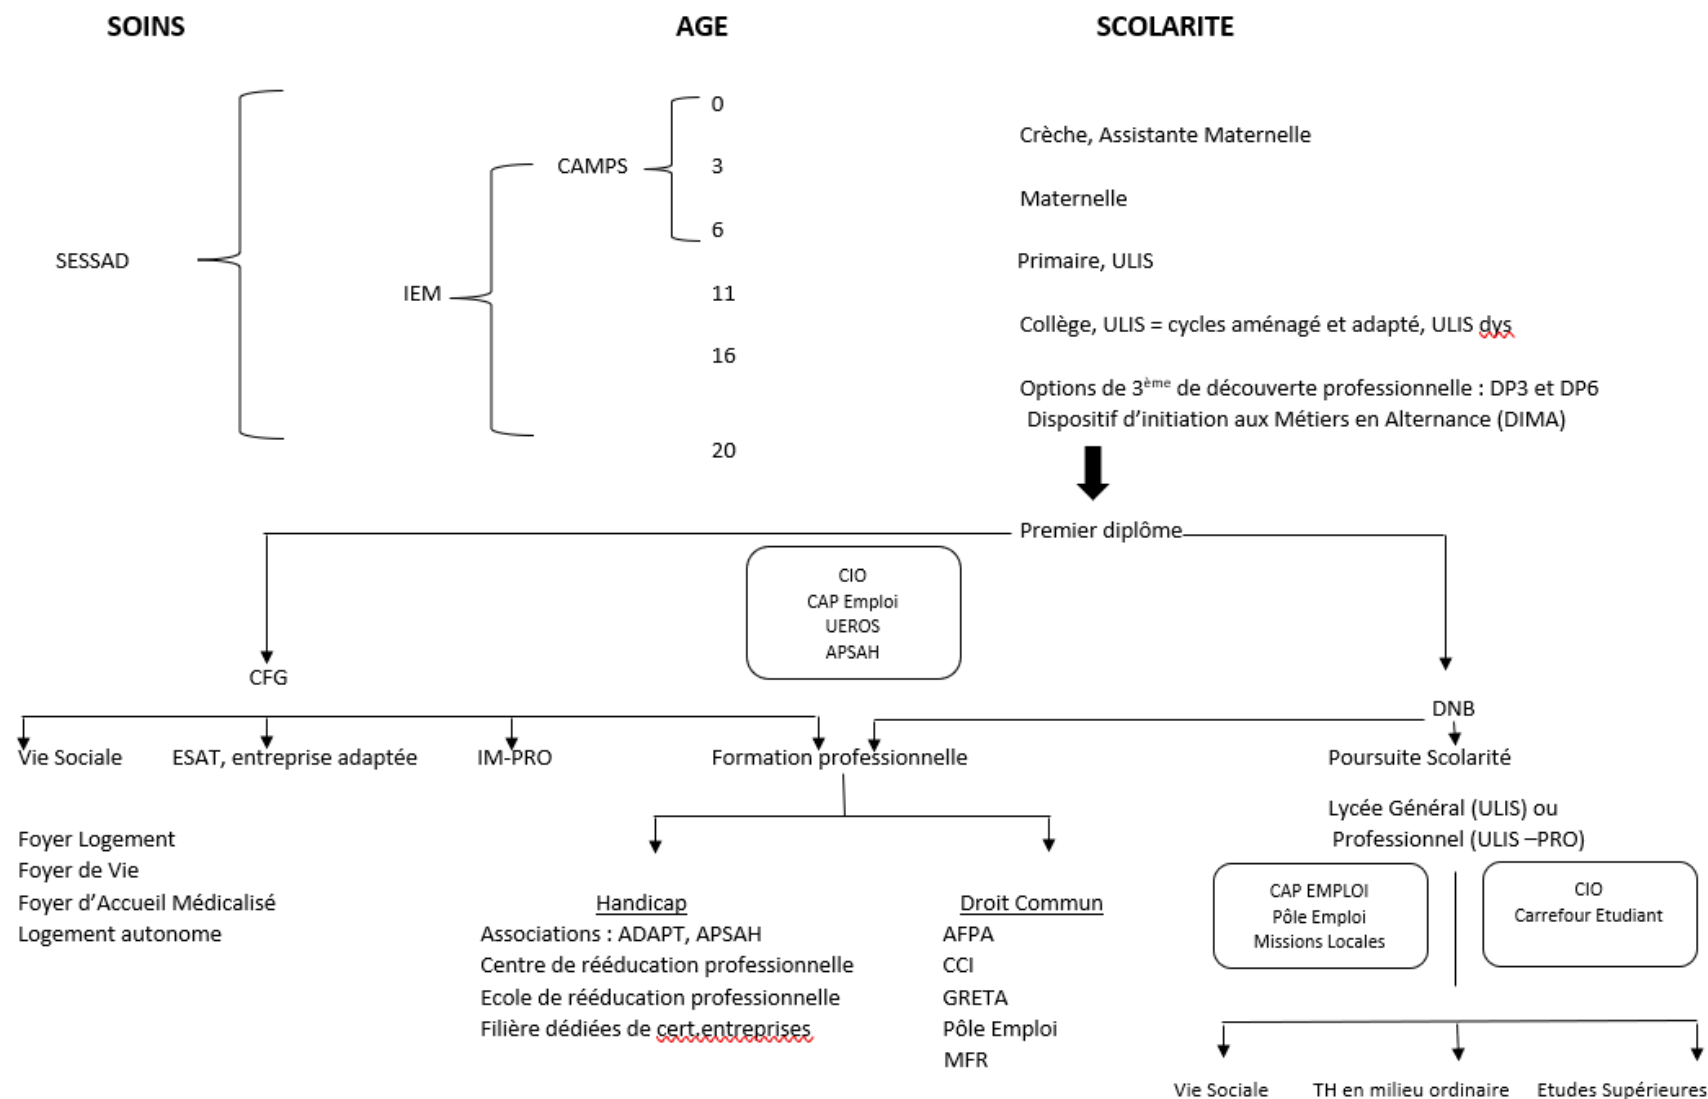 SOINS
AGE
SCOLARITE
0
Crèche, Assistante Maternelle
CAMPS
3
Maternelle
6
SESSAD
Primaire, ULIS
IEM
11
Collège, ULIS = cycles aménagé et adapté, ULIS dys
16
Options de 3ème de découverte professionnelle : DP3 et DP6
Dispositif d’initiation aux Métiers en Alternance (DIMA)
20
Premier diplôme
CIO
CAP Emploi
UEROS
APSAH
CFG
DNB
Vie Sociale
ESAT, entreprise adaptée
IM-PRO
Formation professionnelle
Poursuite Scolarité
Lycée Général (ULIS) ou
Professionnel (ULIS –PRO)
Foyer Logement
Foyer de Vie
Foyer d’Accueil Médicalisé
Logement autonome
Handicap
Associations : ADAPT, APSAH
Centre de rééducation professionnelle
Ecole de rééducation professionnelle
Filière dédiées de cert.entreprises
Droit Commun
AFPA
CCI
GRETA
Pôle Emploi
MFR
CAP EMPLOI
Pôle Emploi
Missions Locales
CIO
Carrefour Etudiant
Vie Sociale
TH en milieu ordinaire
Etudes Supérieures